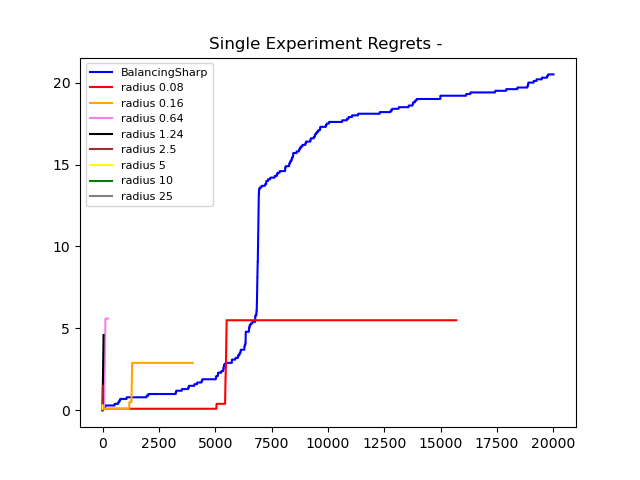 Single Experiment Regrets -
BalancingSharp
radius 0.08
radius 0.16
radius 0.64
radius 1.24
radius 2.5
radius 5
radius 10
radius 25
20
15
10
5
0
0 2500 5000 7500 10000 12500 15000 17500 20000